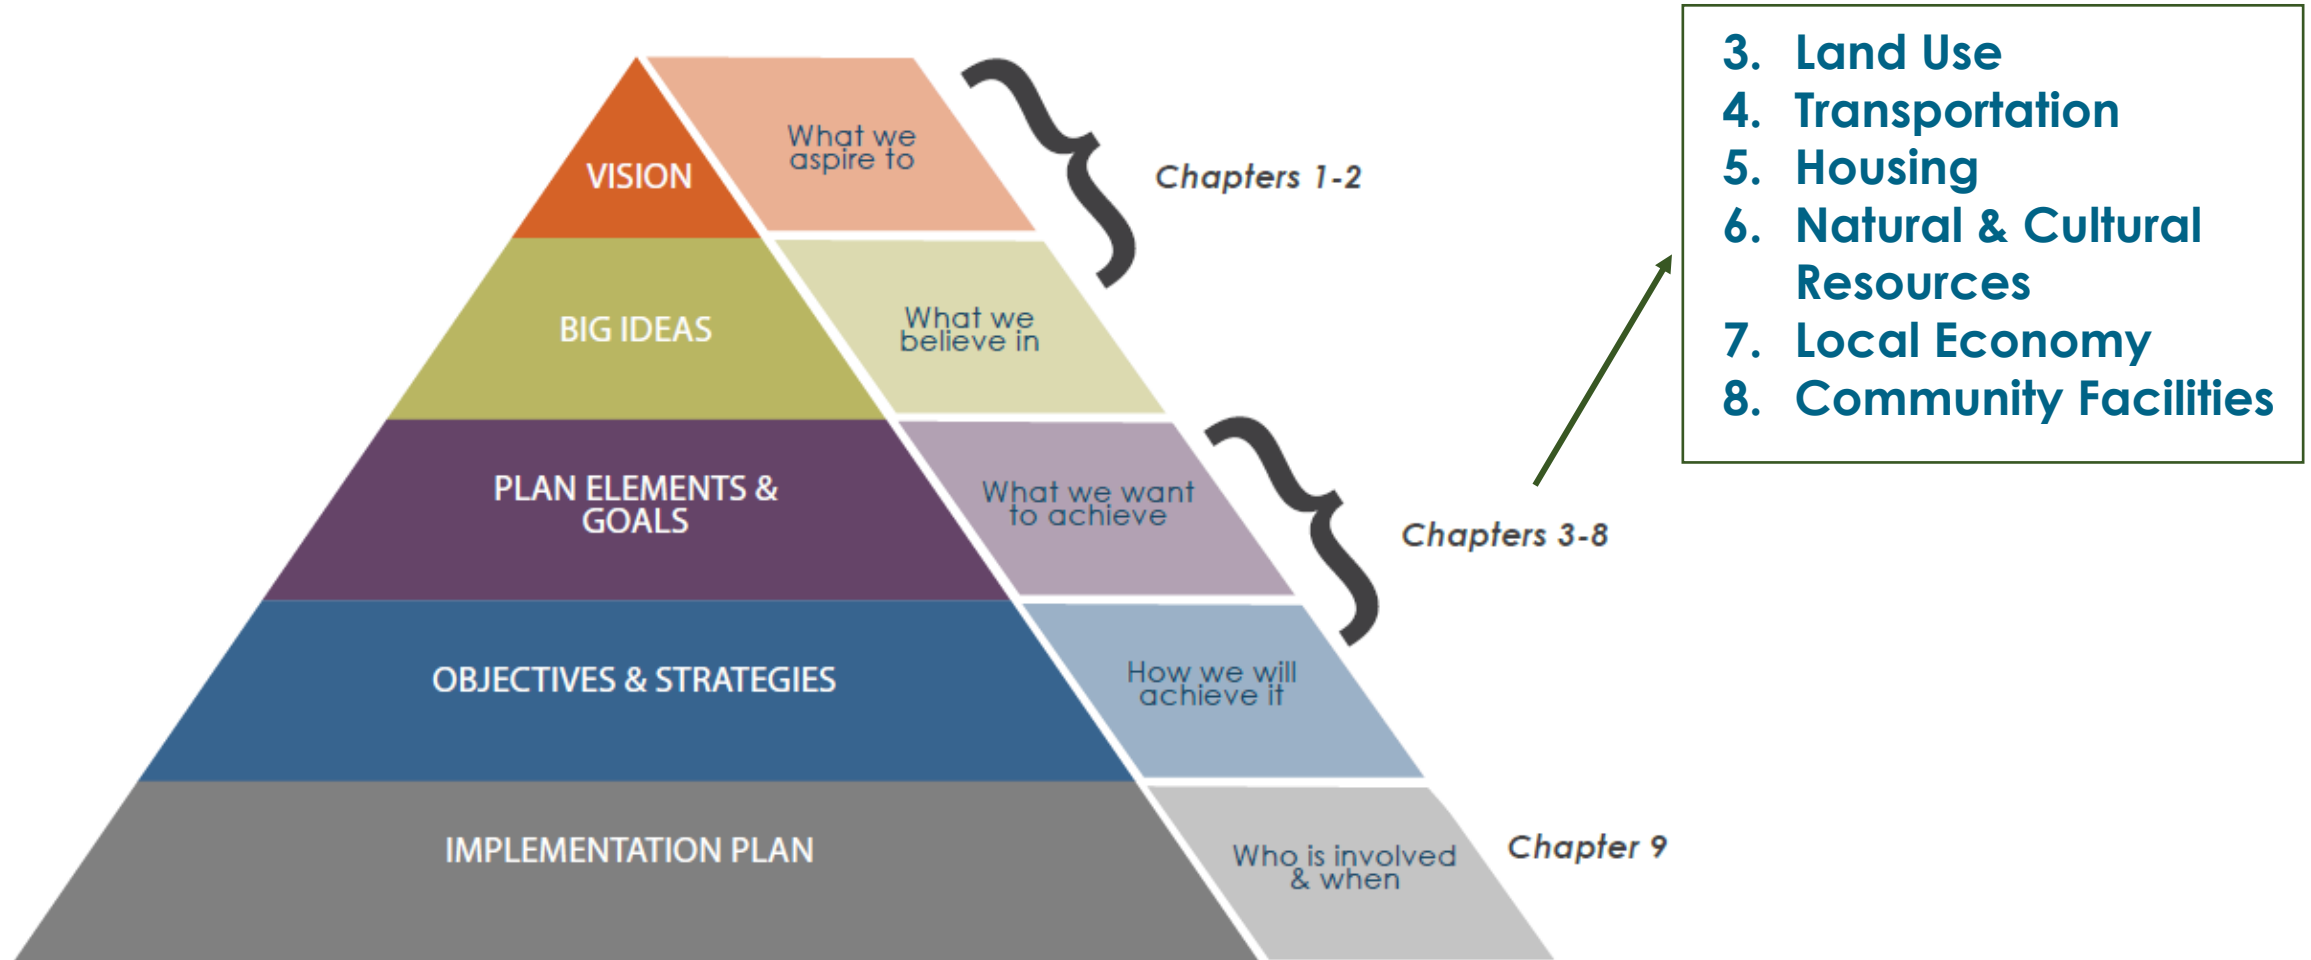 VISION
What we
aspire to
Chapters 1-2
BIG IDEAS
What we
believe in
PLAN ELEMENTS &
GOALS
What we want
to achieve
Chapters 3-8
OBJECTIVES & STRATEGIES
How we will
achieve it
IMPLEMENTATION PLAN
Who is involved
& when
Chapter 9
3. Land Use
4. Transportation
5. Housing
6. Natural & Cultural
Resources
7. Local Economy
8. Community Facilities